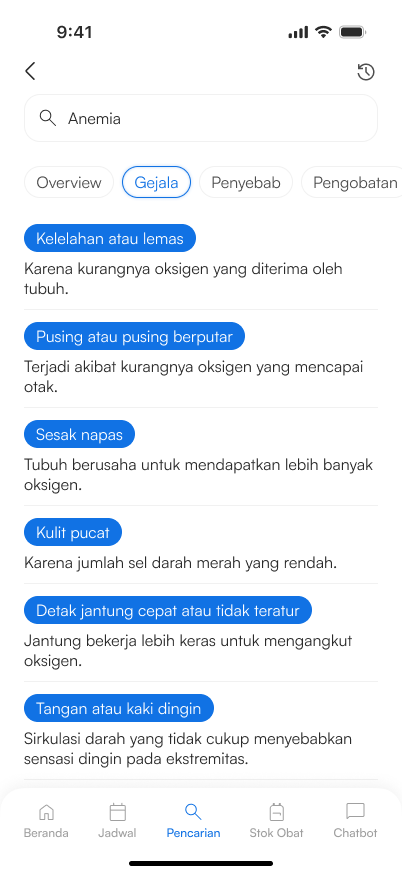 9:41
Anemia
Overview
Gejala
Penyebab
Pengobatan
Kelelahan atau lemas
Karena kurangnya oksigen yang diterima oleh
tubuh.
Pusing atau pusing berputar
Terjadi akibat kurangnya oksigen yang mencapai
otak.
Sesak napas
Tubuh berusaha untuk mendapatkan lebih banyak
oksigen.
Kulit pucat
Karena jumlah sel darah merah yang rendah.
Detak jantung cepat atau tidak teratur
Jantung bekerja lebih keras untuk mengangkut
oksigen.
Tangan atau kaki dingin
Sirkulasi darah yang tidak cukup menyebabkan
sensasi dingin pada ekstremitas.
Beranda
Jadwal
Pencarian
Stok Obat
Chatbot